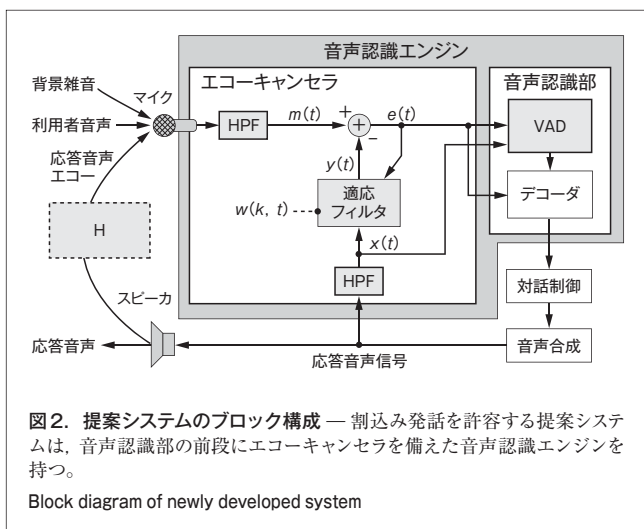 音声認識エンジン
エコーキャンセラ
音声認識部
背景雑音
マイク
利用者音声
HPF
m(t)
+
+
−
e(t)
VAD
応答音声
エコー
y(t)
適応
フィルタ
デコーダ
w(k, t)
H
x(t)
HPF
対話制御
スピーカ
応答音声
応答音声信号
音声合成
図2．提案システムのブロック構成 — 割込み発話を許容する提案システ
ムは，音声認識部の前段にエコーキャンセラを備えた音声認識エンジンを
持つ。
Block diagram of newly developed system